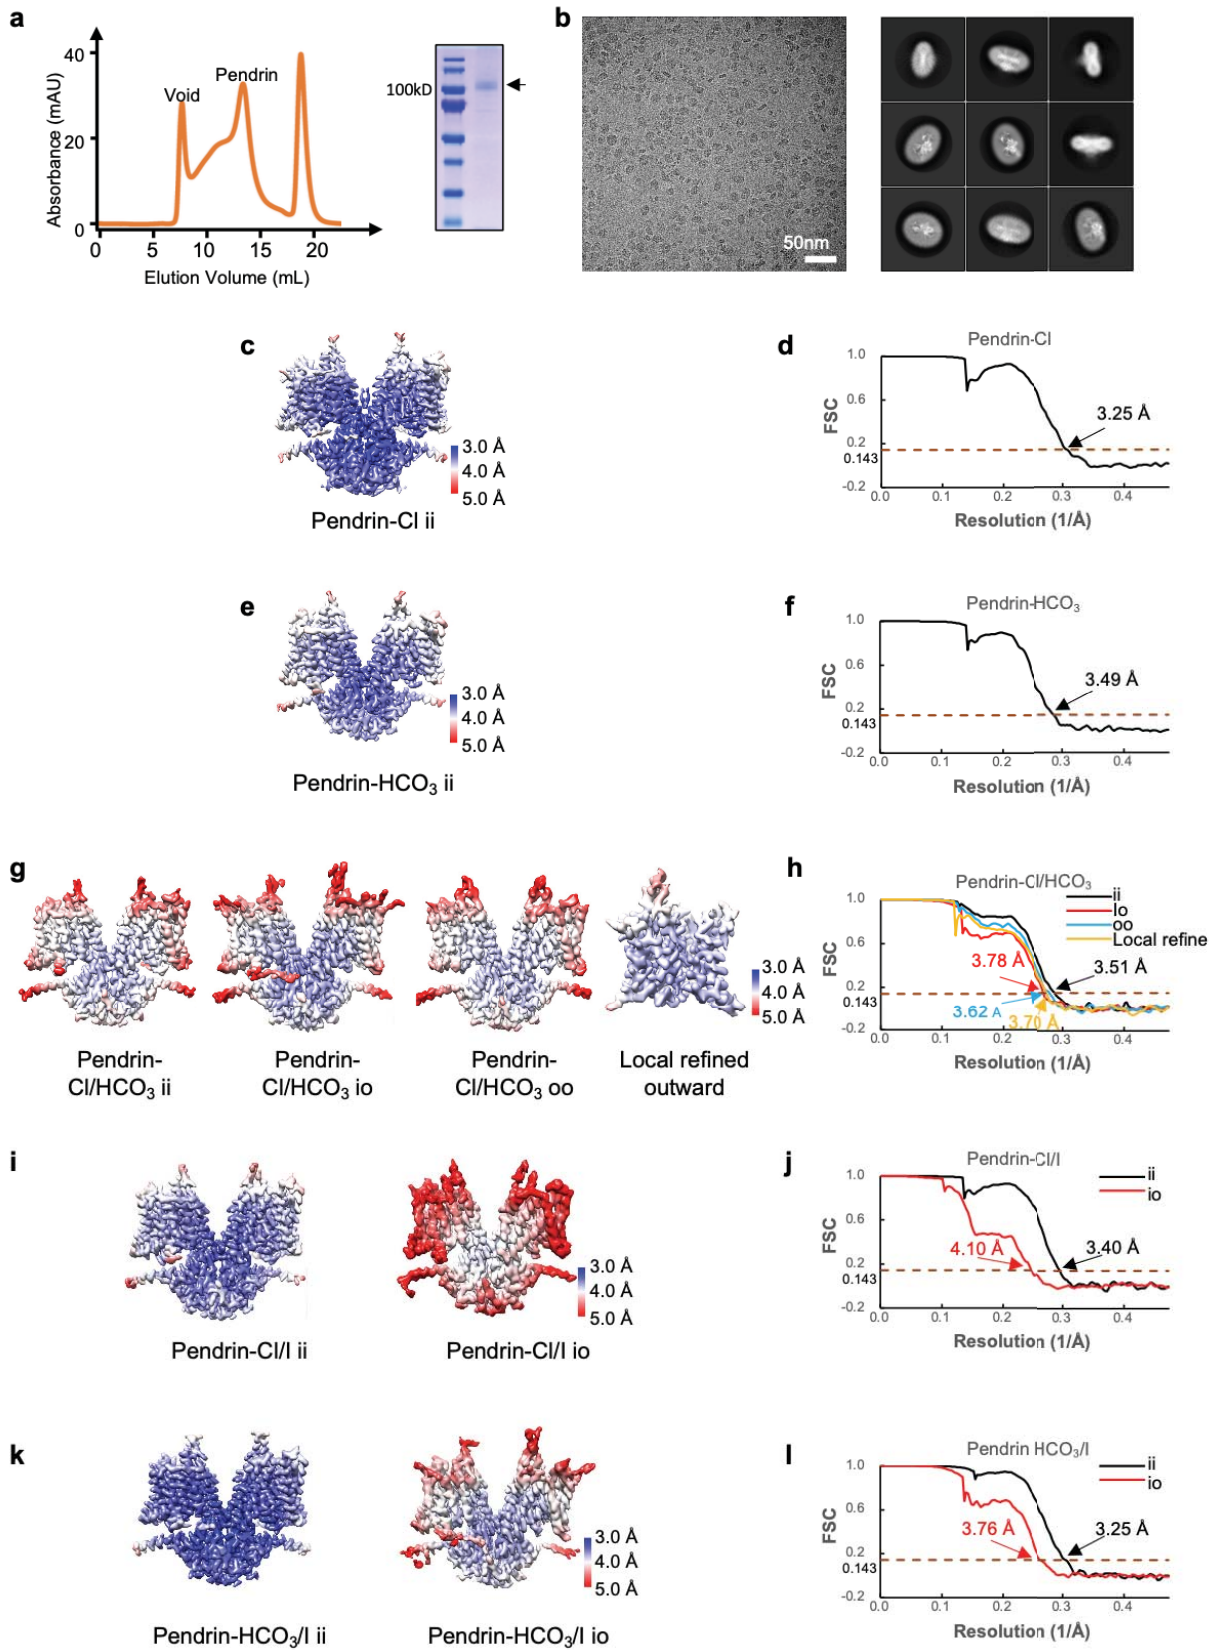 a
Absorbance (mAU)
40
20
0
Void
Pendrin
0 5 10 15 20
Elution Volume (mL)
100kD
b
50nm
c
3.0 Å
4.0 Å
5.0 Å
Pendrin-Cl ii
d
Pendrin-Cl
FSC
1.0
0.6
0.2
0.143
-0.2
3.25 Å
0.0 0.1 0.2 0.3 0.4
Resolution (1/Å)
e
3.0 Å
4.0 Å
5.0 Å
Pendrin-HCO₃ ii
f
Pendrin-HCO₃
FSC
1.0
0.6
0.2
0.143
-0.2
3.49 Å
0.0 0.1 0.2 0.3 0.4
Resolution (1/Å)
g
3.0 Å
4.0 Å
5.0 Å
Pendrin-
Cl/HCO₃ ii
Pendrin-
Cl/HCO₃ io
Pendrin-
Cl/HCO₃ oo
Local refined
outward
h
Pendrin-Cl/HCO₃
ii
Io
oo
Local refine
FSC
1.0
0.6
0.2
0.143
-0.2
3.78 Å
3.51 Å
3.62 Å
3.70 Å
0.0 0.1 0.2 0.3 0.4
Resolution (1/Å)
i
3.0 Å
4.0 Å
5.0 Å
Pendrin-Cl/I ii
Pendrin-Cl/I io
j
Pendrin-Cl/I
ii
io
FSC
1.0
0.6
0.2
0.143
-0.2
4.10 Å
3.40 Å
0.0 0.1 0.2 0.3 0.4
Resolution (1/Å)
k
3.0 Å
4.0 Å
5.0 Å
Pendrin-HCO₃/I ii
Pendrin-HCO₃/I io
l
Pendrin HCO₃/I
ii
io
FSC
1.0
0.6
0.2
0.143
-0.2
3.76 Å
3.25 Å
0.0 0.1 0.2 0.3 0.4
Resolution (1/Å)